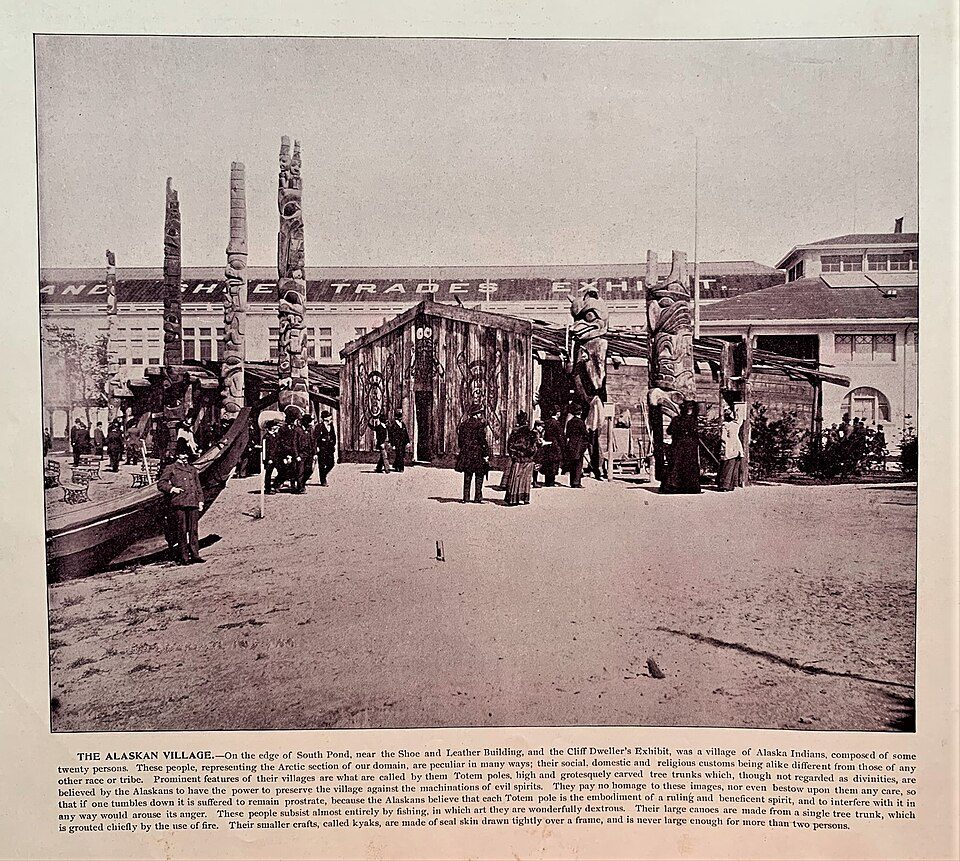 AND SHOE TRADES EXHIBIT.
THE ALASKAN VILLAGE.—On the edge of South Pond, near the Shoe and Leather Building, and the Cliff Dweller's Exhibit, was a village of Alaska Indians, composed of some
twenty persons. These people, representing the Arctic section of our domain, are peculiar in many ways; their social, domestic and religious customs being alike different from those of any
other race or tribe. Prominent features of their villages are what are called by them Totem poles, high and grotesquely carved tree trunks which, though not regarded as divinities, are
believed by the Alaskans to have the power to preserve the village against the machinations of evil spirits. They pay no homage to these images, nor even bestow upon them any care, so
that if one tumbles down it is suffered to remain prostrate, because the Alaskans believe that each Totem pole is the embodiment of a ruling and beneficent spirit, and to interfere with it in
any way would arouse its anger. These people subsist almost entirely by fishing, in which art they are wonderfully dextrous. Their large canoes are made from a single tree trunk, which
is grouted chiefly by the use of fire. Their smaller crafts, called kyaks, are made of seal skin drawn tightly over a frame, and is never large enough for more than two persons.